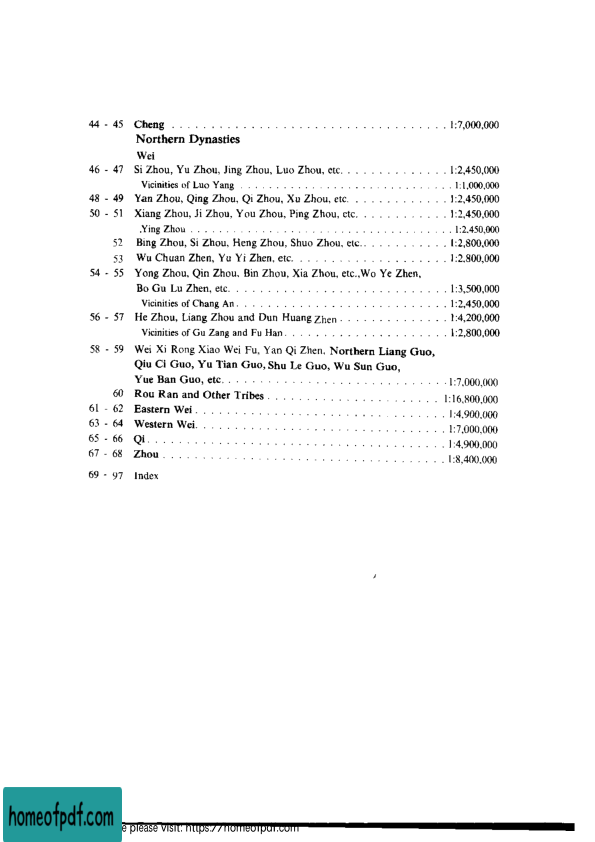 44 - 45 Cheng . . . . . . . . . . . . . . . . . . . . . . . . . . . . . . . . . . . 1:7,000,000
Northern Dynasties
Wei
46 - 47 Si Zhou, Yu Zhou, Jing Zhou, Luo Zhou, etc. . . . . . . . . . . . . . 1:2,450,000
Vicinities of Luo Yang . . . . . . . . . . . . . . . . . . . . . . . . . . . 1:1,000,000
48 - 49 Yan Zhou, Qing Zhou, Qi Zhou, Xu Zhou, etc. . . . . . . . . . . . . 1:2,450,000
50 - 51 Xiang Zhou, Ji Zhou, You Zhou, Ping Zhou, etc. . . . . . . . . . . . 1:2,450,000
,Ying Zhou . . . . . . . . . . . . . . . . . . . . . . . . . . . . . . . . . 1:2,450,000
52 Bing Zhou, Si Zhou, Heng Zhou, Shuo Zhou, etc.. . . . . . . . . . . 1:2,800,000
53 Wu Chuan Zhen, Yu Yi Zhen, etc. . . . . . . . . . . . . . . . . . . . 1:2,800,000
54 - 55 Yong Zhou, Qin Zhou, Bin Zhou, Xia Zhou, etc.,Wo Ye Zhen,
Bo Gu Lu Zhen, etc. . . . . . . . . . . . . . . . . . . . . . . . . . . . 1:3,500,000
Vicinities of Chang An . . . . . . . . . . . . . . . . . . . . . . . . . . . 1:2,450,000
56 - 57 He Zhou, Liang Zhou and Dun Huang Zhen . . . . . . . . . . . . . . 1:4,200,000
Vicinities of Gu Zang and Fu Han . . . . . . . . . . . . . . . . . . . . . 1:2,800,000
58 - 59 Wei Xi Rong Xiao Wei Fu, Yan Qi Zhen, Northern Liang Guo,
Qiu Ci Guo, Yu Tian Guo, Shu Le Guo, Wu Sun Guo,
Yue Ban Guo, etc. . . . . . . . . . . . . . . . . . . . . . . . . . . . . 1:7,000,000
60 Rou Ran and Other Tribes . . . . . . . . . . . . . . . . . . . . . . 1:16,800,000
61 - 62 Eastern Wei . . . . . . . . . . . . . . . . . . . . . . . . . . . . . . . 1:4,900,000
63 - 64 Western Wei. . . . . . . . . . . . . . . . . . . . . . . . . . . . . . . 1:7,000,000
65 - 66 Qi . . . . . . . . . . . . . . . . . . . . . . . . . . . . . . . . . . . . . 1:4,900,000
67 - 68 Zhou . . . . . . . . . . . . . . . . . . . . . . . . . . . . . . . . . . . 1:8,400,000
69 - 97 Index
homeofpdf.com
e please visit: https://homeofpdf.com